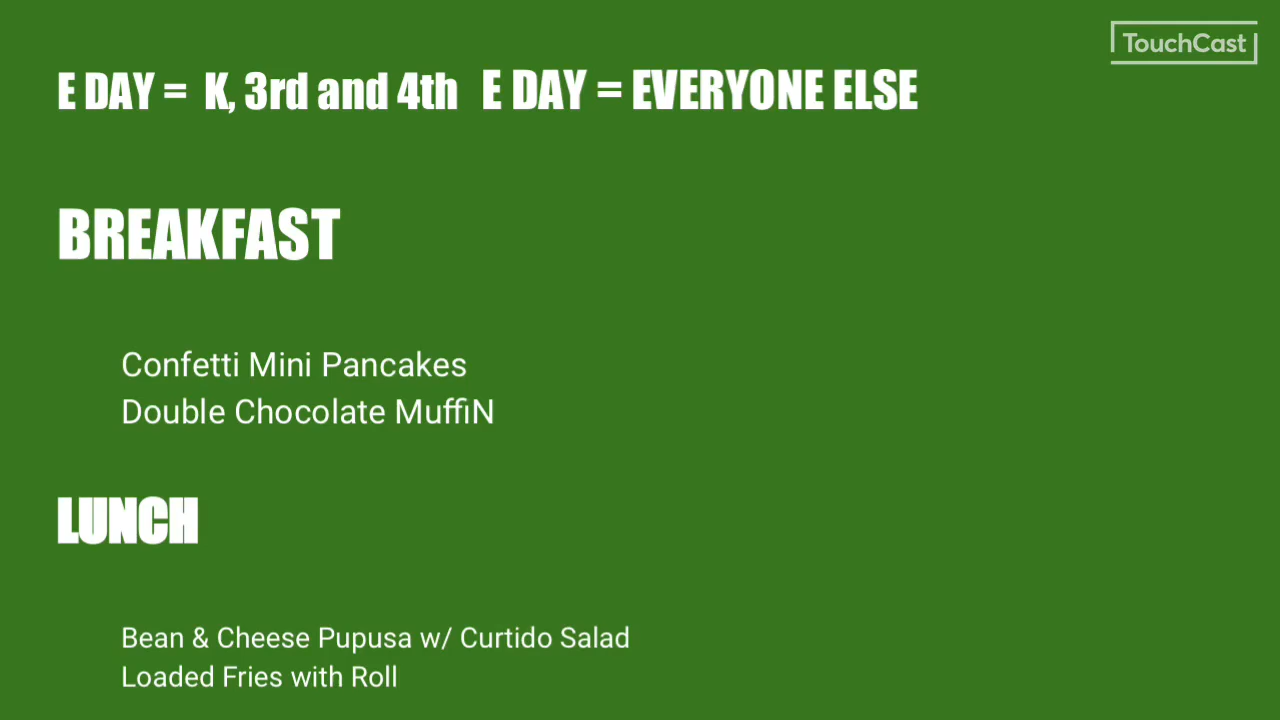 TouchCast
E DAY = K, 3rd and 4th E DAY = EVERYONE ELSE
BREAKFAST
Confetti Mini Pancakes
Double Chocolate MuffiN
LUNCH
Bean & Cheese Pupusa w/ Curtido Salad
Loaded Fries with Roll